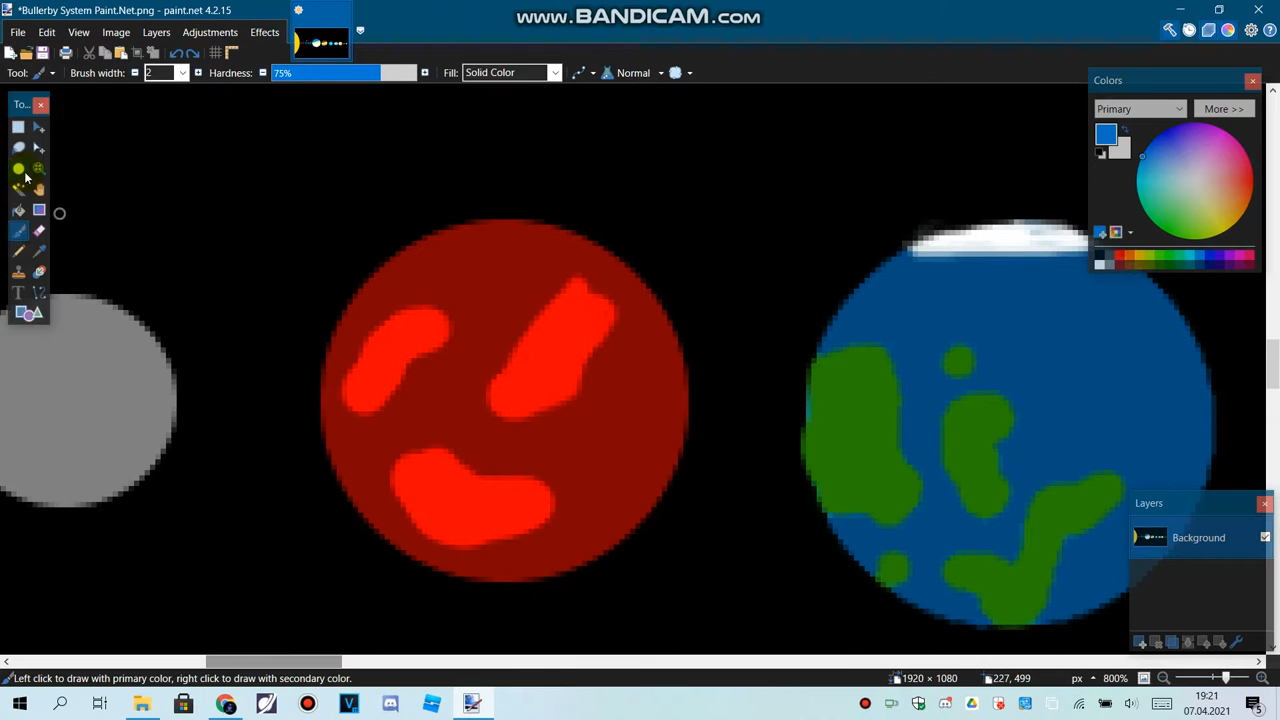 *Bullerby System Paint.Net.png - paint.net 4.2.15
www.BANDICAM.com
File Edit View Image Layers Adjustments Effects
Tool: Brush width: 2 Hardness: 75% Fill: Solid Color Normal
To...
Colors
Primary More >>
Layers
Background
Left click to draw with primary color, right click to draw with secondary color.
1920 × 1080 227, 499 px 800%
19:21
07.04.2021
5